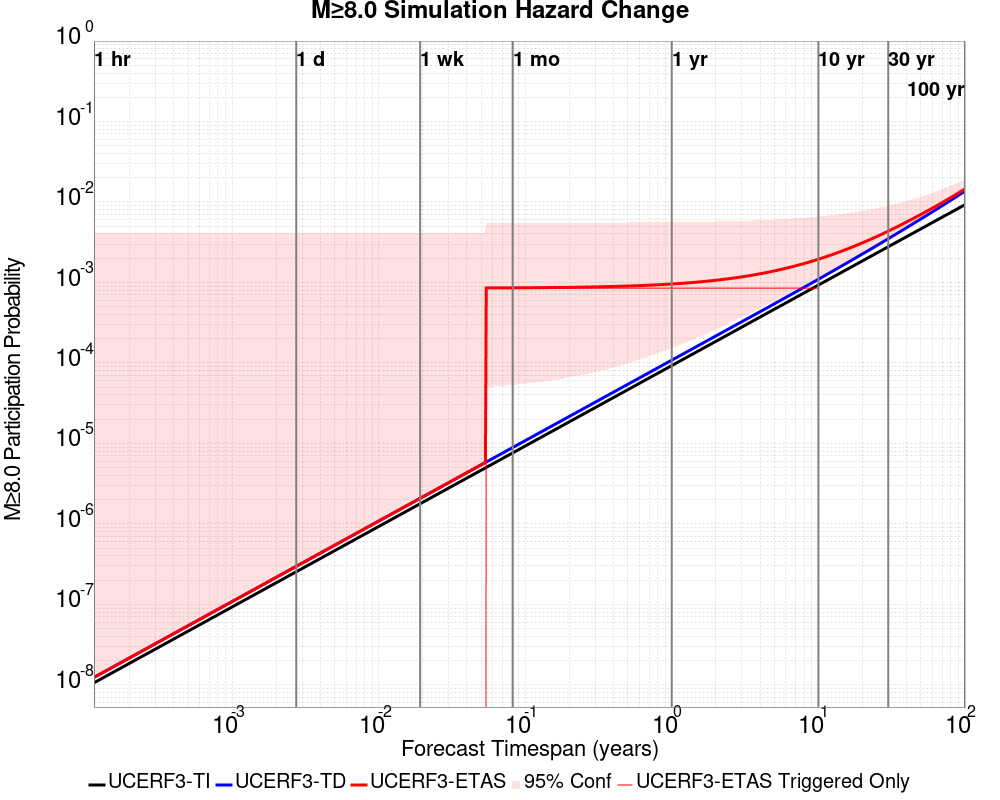 M≥8.0 Simulation Hazard Change
10^0
10^-1
10^-2
10^-3
10^-4
10^-5
10^-6
10^-7
10^-8
M≥8.0 Participation Probability
1 hr 1 d 1 wk 1 mo 1 yr 10 yr 30 yr
100 yr
10^-3 10^-2 10^-1 10^0 10^1 10^2
Forecast Timespan (years)
UCERF3-TI UCERF3-TD UCERF3-ETAS 95% Conf UCERF3-ETAS Triggered Only